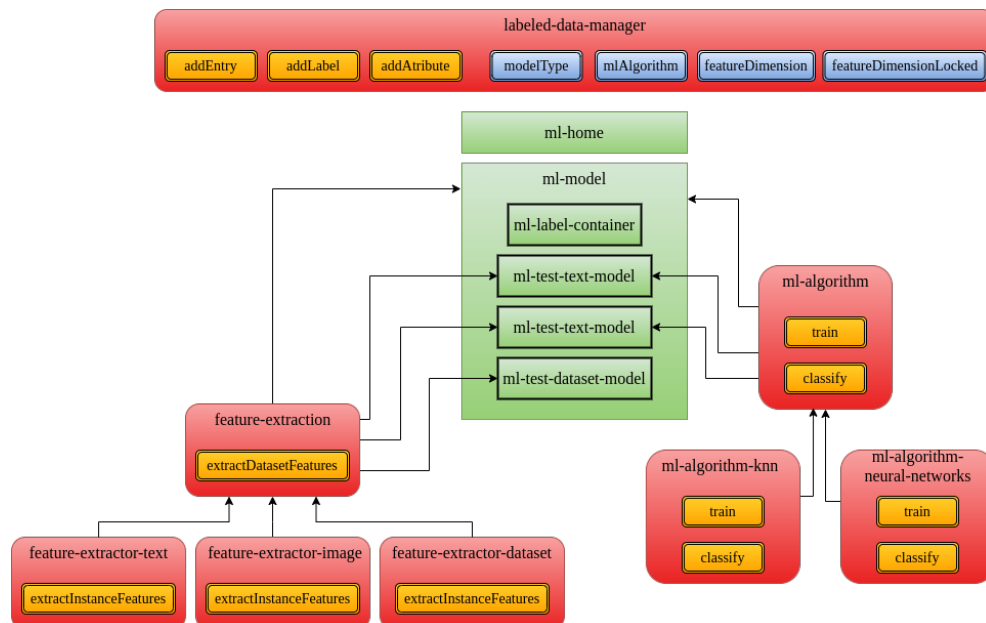 labeled-data-manager
addEntry
addLabel
addAtribute
modelType
mlAlgorithm
featureDimension
featureDimensionLocked
ml-home
ml-model
ml-label-container
ml-test-text-model
ml-test-text-model
ml-test-dataset-model
ml-algorithm
train
classify
feature-extraction
extractDatasetFeatures
ml-algorithm-knn
train
classify
ml-algorithm-
neural-networks
train
classify
feature-extractor-text
extractInstanceFeatures
feature-extractor-image
extractInstanceFeatures
feature-extractor-dataset
extractInstanceFeatures